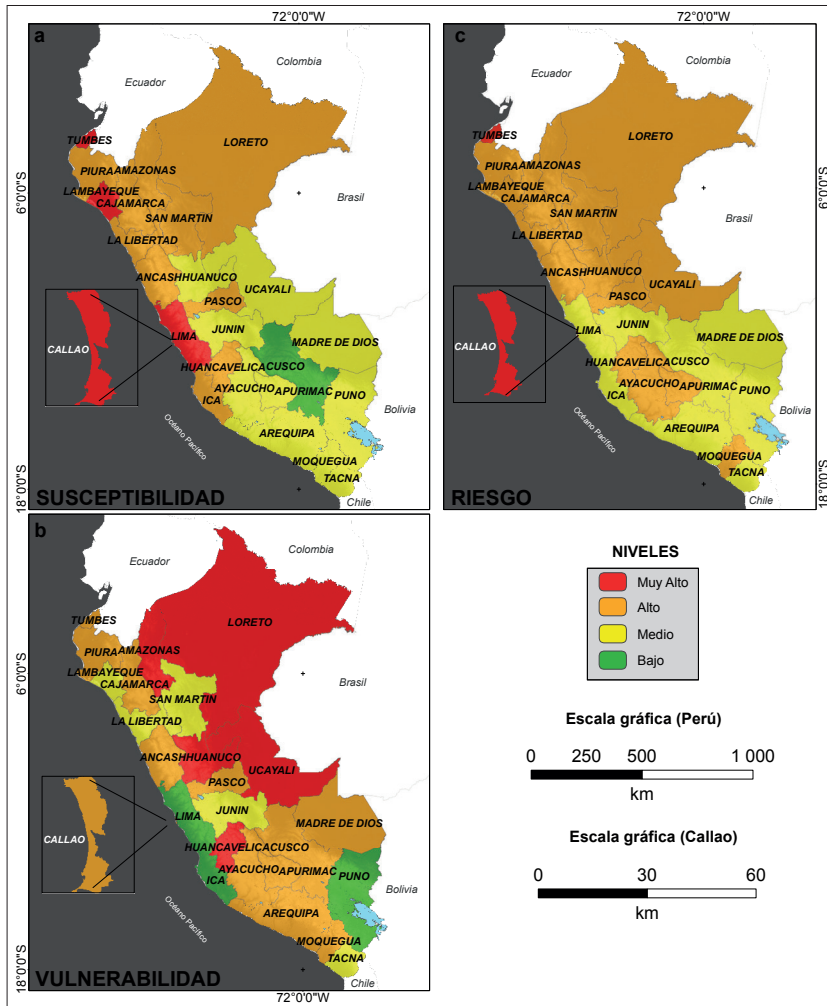 72°0'0"W
72°0'0"W
a
Colombia
Ecuador
TUMBES
LORETO
PIURA
AMAZONAS
LAMBAYEQUE
CAJAMARCA
SAN MARTIN
LA LIBERTAD
Brasil
6°0'0"S
ANCASH
HUANUCO
UCAYALI
PASCO
CALLAO
LIMA
JUNIN
MADRE DE DIOS
HUANCAVELICA
CUSCO
AYACUCHO
APURIMAC
PUNO
ICA
Bolivia
AREQUIPA
Océano Pacífico
MOQUEGUA
TACNA
18°0'0"S
SUSCEPTIBILIDAD
Chile
c
Colombia
Ecuador
TUMBES
LORETO
PIURA
AMAZONAS
LAMBAYEQUE
CAJAMARCA
SAN MARTIN
LA LIBERTAD
Brasil
6°0'0"S
ANCASH
HUANUCO
UCAYALI
PASCO
CALLAO
LIMA
JUNIN
MADRE DE DIOS
HUANCAVELICA
CUSCO
AYACUCHO
APURIMAC
PUNO
ICA
Bolivia
AREQUIPA
Océano Pacífico
MOQUEGUA
TACNA
18°0'0"S
RIESGO
Chile
b
Colombia
Ecuador
TUMBES
LORETO
PIURA
AMAZONAS
LAMBAYEQUE
CAJAMARCA
SAN MARTIN
LA LIBERTAD
Brasil
6°0'0"S
ANCASH
HUANUCO
UCAYALI
PASCO
CALLAO
LIMA
JUNIN
MADRE DE DIOS
HUANCAVELICA
CUSCO
AYACUCHO
APURIMAC
PUNO
ICA
Bolivia
AREQUIPA
Océano Pacífico
MOQUEGUA
TACNA
18°0'0"S
VULNERABILIDAD
Chile
72°0'0"W
NIVELES
Muy Alto
Alto
Medio
Bajo
Escala gráfica (Perú)
0 250 500 1 000
km
Escala gráfica (Callao)
0 30 60
km